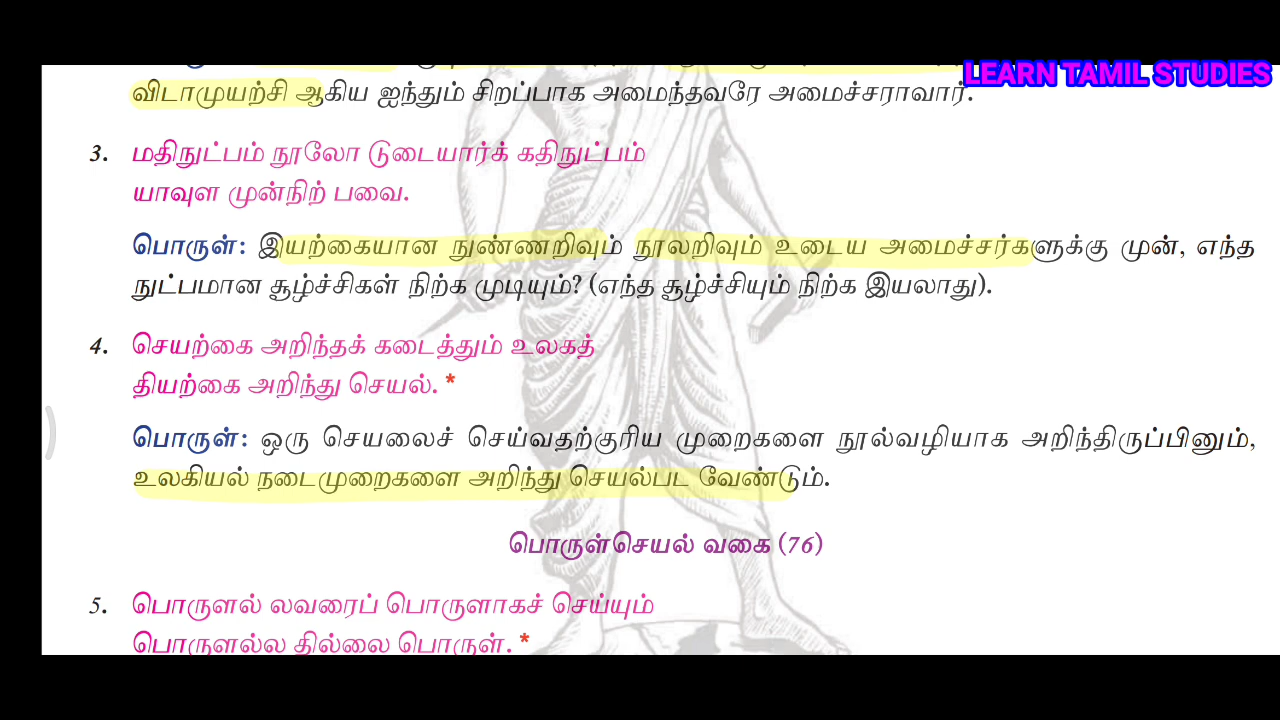 LEARN TAMIL STUDIES
விடாமுயற்சி ஆகிய ஐந்தும் சிறப்பாக அமைந்தவரே அமைச்சராவார்.
3. மதிநுட்பம் நூலோ டுடையார்க் கதிநுட்பம்
யாவுள முன்நிற் பவை.
பொருள்: இயற்கையான நுண்ணறிவும் நூலறிவும் உடைய அமைச்சர்களுக்கு முன், எந்த
நுட்பமான சூழ்ச்சிகள் நிற்க முடியும்? (எந்த சூழ்ச்சியும் நிற்க இயலாது).
4. செயற்கை அறிந்தக் கடைத்தும் உலகத்
தியற்கை அறிந்து செயல். *
பொருள்: ஒரு செயலைச் செய்வதற்குரிய முறைகளை நூல்வழியாக அறிந்திருப்பினும்,
உலகியல் நடைமுறைகளை அறிந்து செயல்பட வேண்டும்.
பொருள்செயல் வகை (76)
5. பொருளல் லவரைப் பொருளாகச் செய்யும்
பொருளல்ல தில்லை பொருள். *